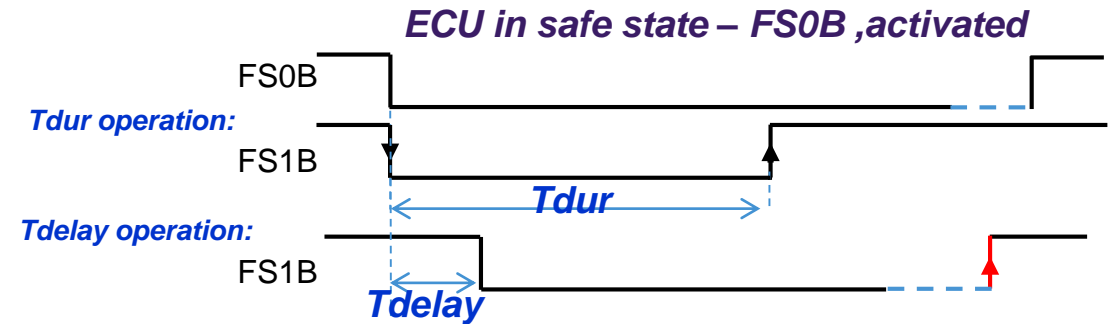 ECU in safe state – FS0B ,activated
FS0B
Tdur operation:
FS1B
Tdur
Tdelay operation:
FS1B
Tdelay